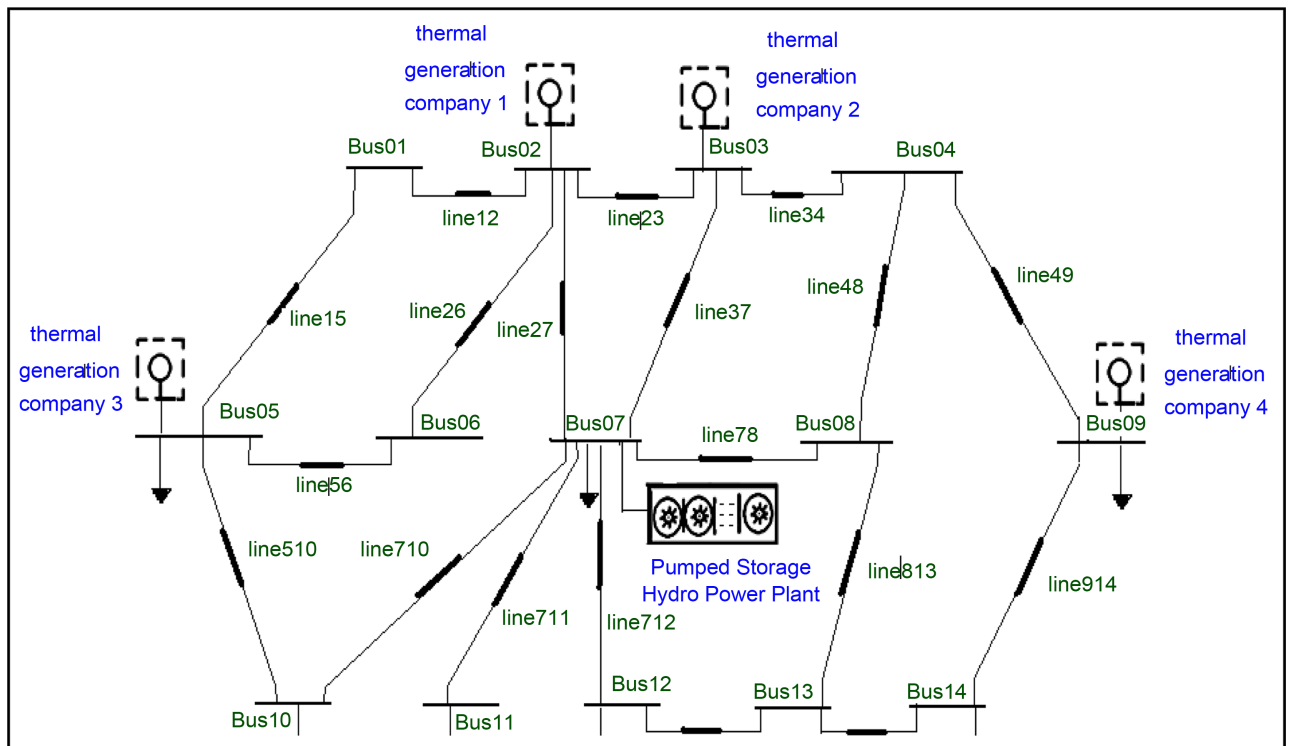 thermal
generation
company 1
thermal
generation
company 2
Bus01
Bus02
Bus03
Bus04
line12
line23
line34
line15
line26
line27
line37
line48
line49
thermal
generation
company 3
thermal
generation
company 4
Bus05
Bus06
Bus07
Bus08
Bus09
line56
line78
line510
line710
line711
line712
Pumped Storage
Hydro Power Plant
line813
line914
Bus10
Bus11
Bus12
Bus13
Bus14